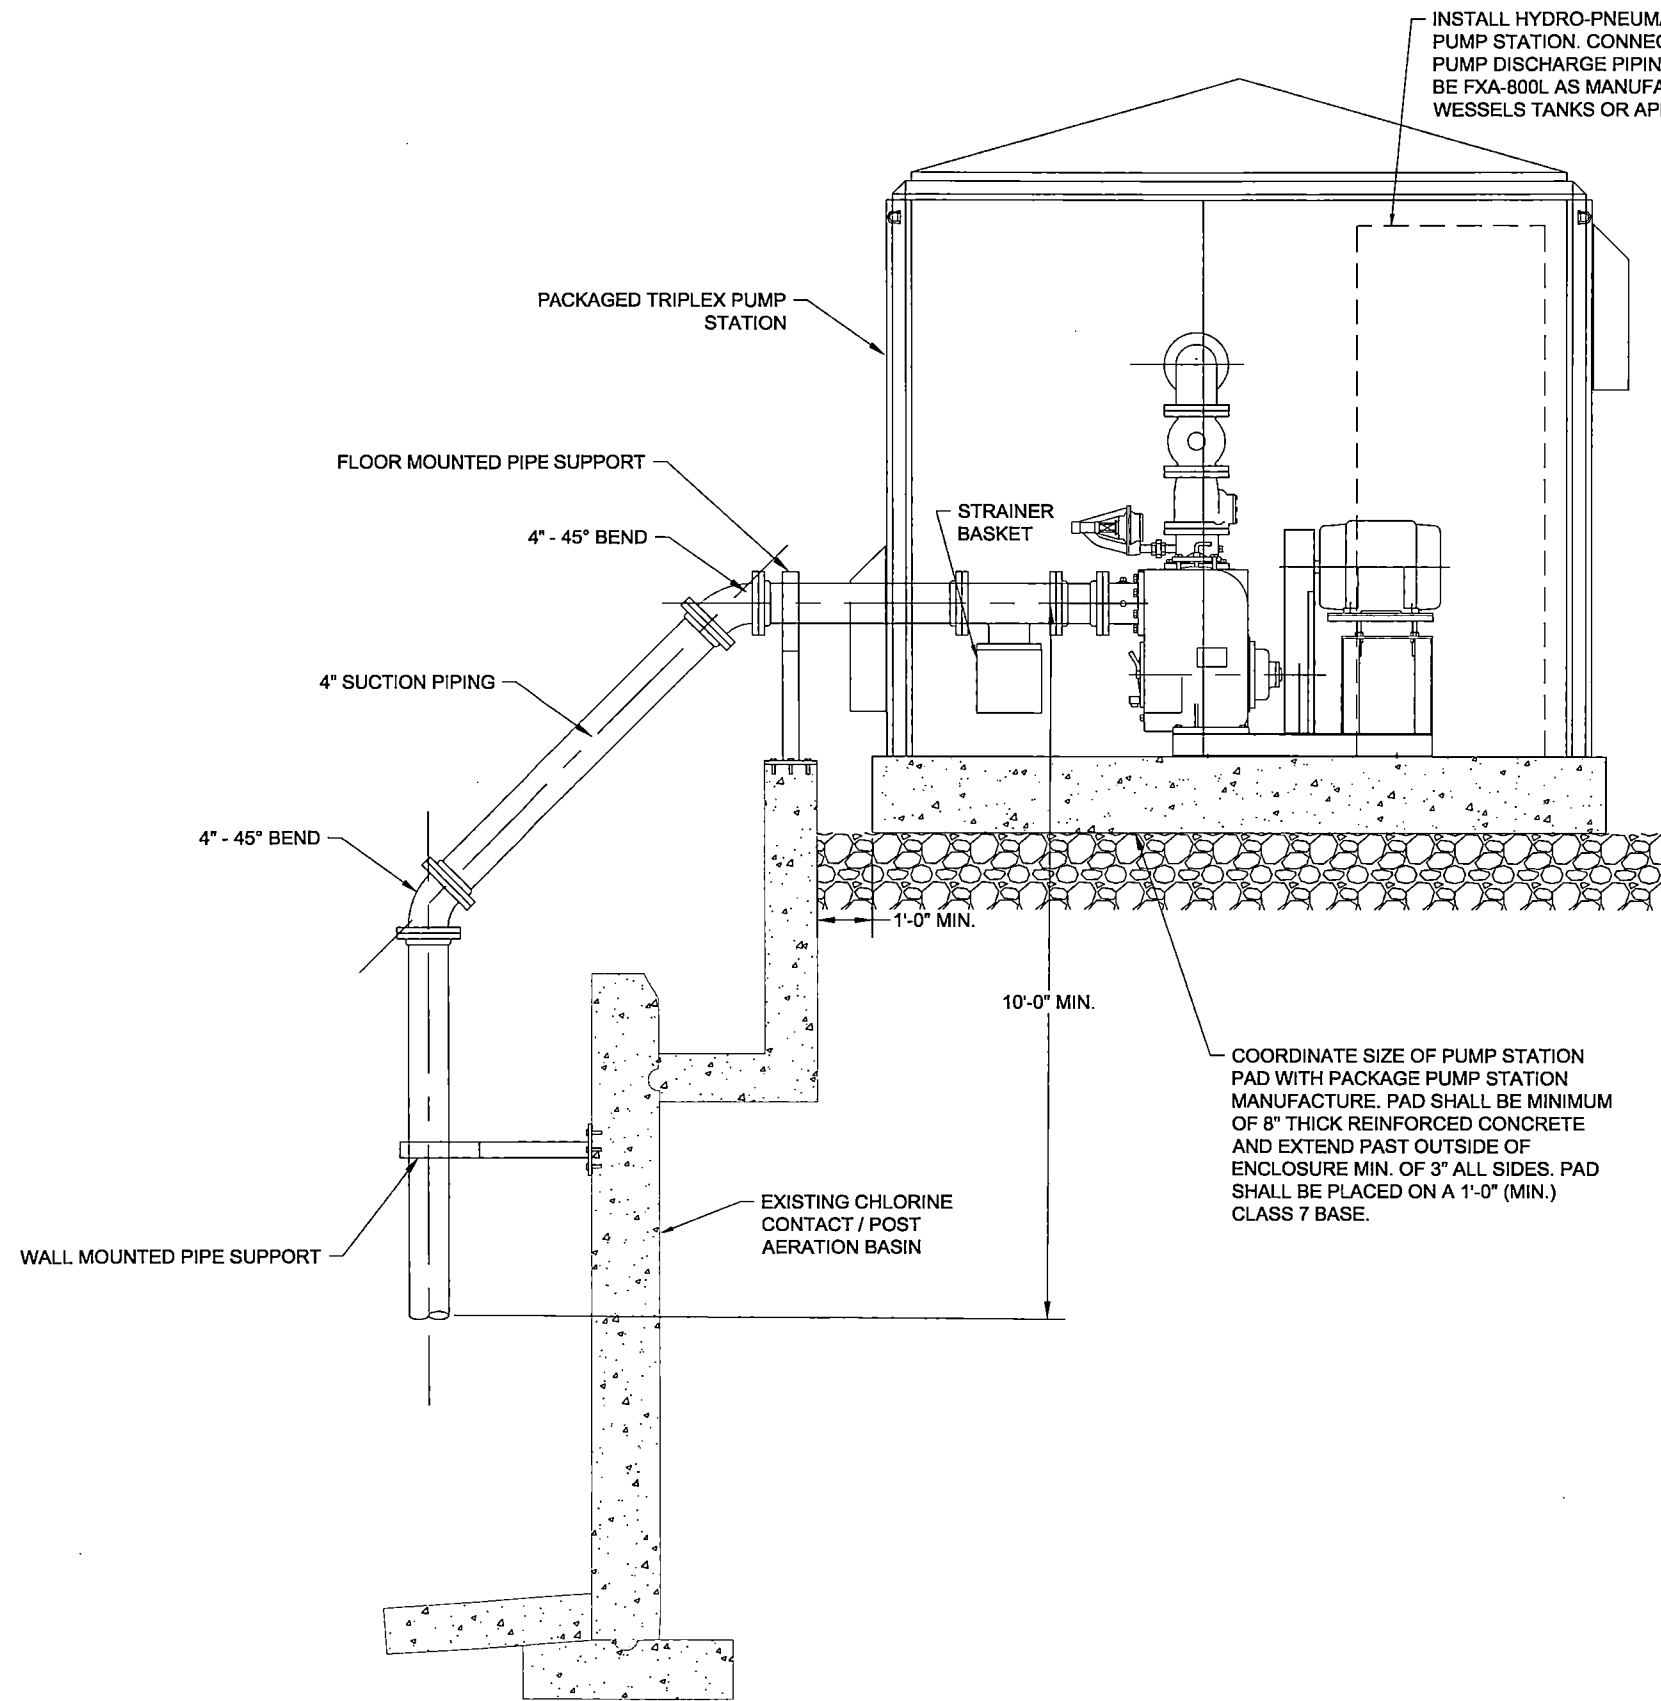 INSTALL HYDRO-PNEUM
PUMP STATION. CONNEC
PUMP DISCHARGE PIPIN
BE FXA-800L AS MANUFA
WESSELS TANKS OR AP
PACKAGED TRIPLEX PUMP
STATION
FLOOR MOUNTED PIPE SUPPORT
STRAINER
BASKET
4" - 45° BEND
4" SUCTION PIPING
4" - 45° BEND
1'-0" MIN.
10'-0" MIN.
COORDINATE SIZE OF PUMP STATION
PAD WITH PACKAGE PUMP STATION
MANUFACTURE. PAD SHALL BE MINIMUM
OF 8" THICK REINFORCED CONCRETE
AND EXTEND PAST OUTSIDE OF
ENCLOSURE MIN. OF 3" ALL SIDES. PAD
SHALL BE PLACED ON A 1'-0" (MIN.)
CLASS 7 BASE.
EXISTING CHLORINE
CONTACT / POST
AERATION BASIN
WALL MOUNTED PIPE SUPPORT